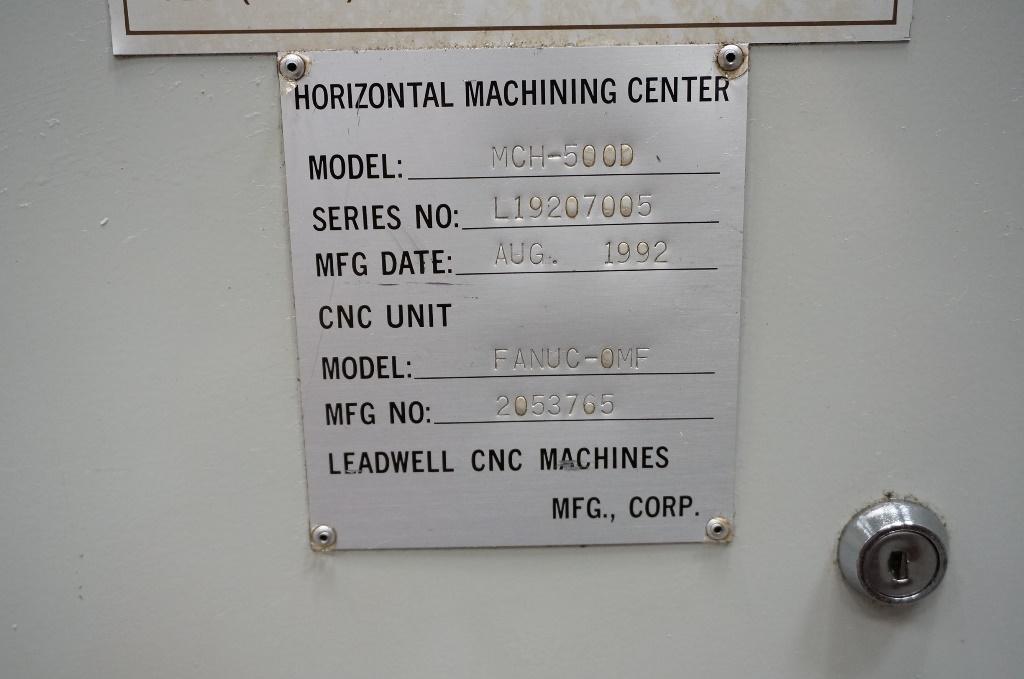 HORIZONTAL MACHINING CENTER
MODEL: MCH-500D
SERIES NO: L19207005
MFG DATE: AUG. 1992
CNC UNIT
MODEL: FANUC-0MF
MFG NO: 2053765
LEADWELL CNC MACHINES
MFG., CORP.